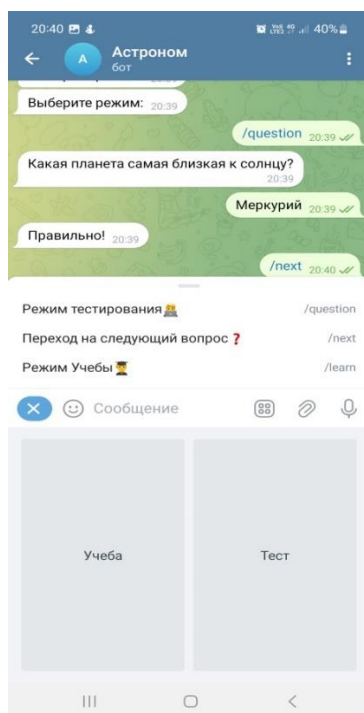 20:40
40%
Астроном
бот
Выберите режим: 20:39
/question 20:39
Какая планета самая близкая к солнцу?
20:39
Меркурий 20:39
Правильно! 20:39
/next 20:40
Режим тестирования /question
Переход на следующий вопрос ❓ /next
Режим Учебы /learn
Сообщение
Учеба Тест